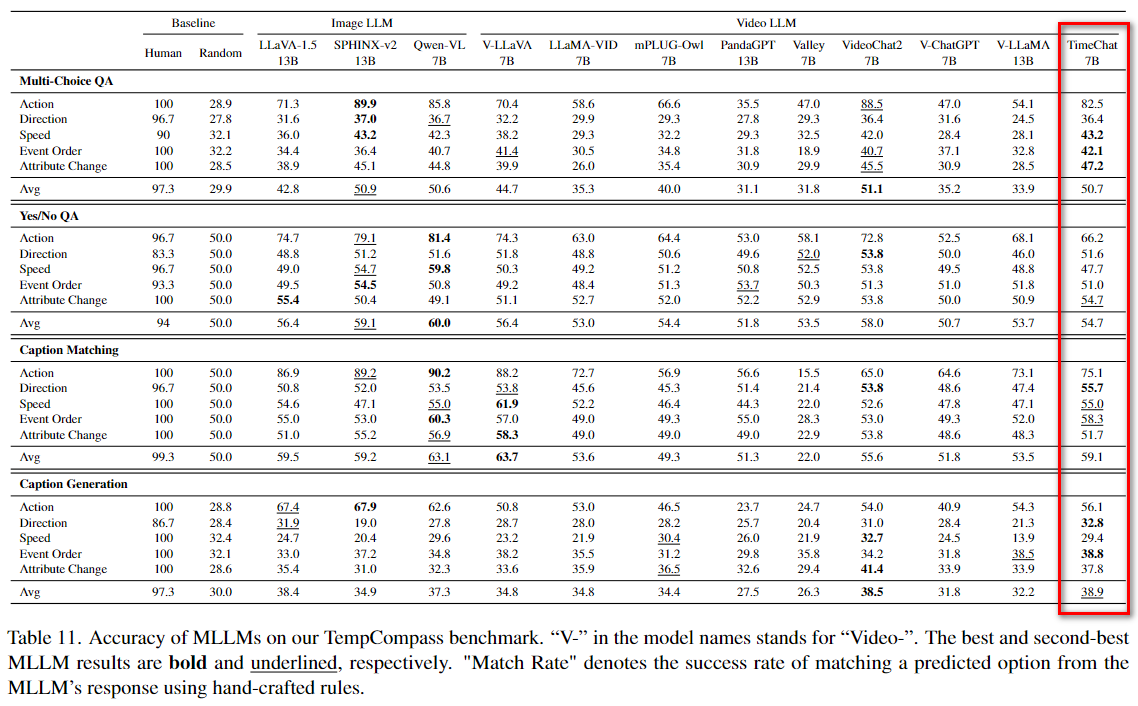 Baseline Image LLM Video LLM
Human Random LLaVA-1.5 SPHINX-v2 Qwen-VL V-LLaVA LLaMA-VID mPLUG-Owl PandaGPT Valley VideoChat2 V-ChatGPT V-LLaMA TimeChat
13B 13B 7B 7B 7B 7B 13B 7B 7B 7B 13B 7B
Multi-Choice QA
Action 100 28.9 71.3 89.9 85.8 70.4 58.6 66.6 35.5 47.0 88.5 47.0 54.1 82.5
Direction 96.7 27.8 31.6 37.0 36.7 32.2 29.9 29.3 27.8 29.3 36.4 31.6 24.5 36.4
Speed 90 32.1 36.0 43.2 42.3 38.2 29.3 32.2 29.3 32.5 42.0 28.4 28.1 43.2
Event Order 100 32.2 34.4 36.4 40.7 41.4 30.5 34.8 31.8 18.9 40.7 37.1 32.8 42.1
Attribute Change 100 28.5 38.9 45.1 44.8 39.9 26.0 35.4 30.9 29.9 45.5 30.9 28.5 47.2
Avg 97.3 29.9 42.8 50.9 50.6 44.7 35.3 40.0 31.1 31.8 51.1 35.2 33.9 50.7
Yes/No QA
Action 96.7 50.0 74.7 79.1 81.4 74.3 63.0 64.4 53.0 58.1 72.8 52.5 68.1 66.2
Direction 83.3 50.0 48.8 51.2 51.6 51.8 48.8 50.6 49.6 52.0 53.8 50.0 46.0 51.6
Speed 96.7 50.0 49.0 54.7 59.8 50.3 49.2 51.2 50.8 52.5 53.8 49.5 48.8 47.7
Event Order 93.3 50.0 49.5 54.5 50.8 49.2 48.4 51.3 53.7 50.3 51.3 51.0 51.8 51.0
Attribute Change 100 50.0 55.4 50.4 49.1 51.1 52.7 52.0 52.2 52.9 53.8 50.0 50.9 54.7
Avg 94 50.0 56.4 59.1 60.0 56.4 53.0 54.4 51.8 53.5 58.0 50.7 53.7 54.7
Caption Matching
Action 100 50.0 86.9 89.2 90.2 88.2 72.7 56.9 56.6 15.5 65.0 64.6 73.1 75.1
Direction 96.7 50.0 50.8 52.0 53.5 53.8 45.6 45.3 51.4 21.4 53.8 48.6 47.4 55.7
Speed 100 50.0 54.6 47.1 55.0 61.9 52.2 46.4 44.3 22.0 52.6 47.8 47.1 55.0
Event Order 100 50.0 55.0 53.0 60.3 57.0 49.0 49.3 55.0 28.3 53.0 49.3 52.0 58.3
Attribute Change 100 50.0 51.0 55.2 56.9 58.3 49.0 49.0 49.0 22.9 53.8 48.6 48.3 51.7
Avg 99.3 50.0 59.5 59.2 63.1 63.7 53.6 49.3 51.3 22.0 55.6 51.8 53.5 59.1
Caption Generation
Action 100 28.8 67.4 67.9 62.6 50.8 53.0 46.5 23.7 24.7 54.0 40.9 54.3 56.1
Direction 86.7 28.4 31.9 19.0 27.8 28.7 28.0 28.2 25.7 20.4 31.0 28.4 21.3 32.8
Speed 100 32.4 24.7 20.4 29.6 23.2 21.9 30.4 26.0 21.9 32.7 24.5 13.9 29.4
Event Order 100 32.1 33.0 37.2 34.8 38.2 35.5 31.2 29.8 35.8 34.2 31.8 38.5 38.8
Attribute Change 100 28.6 35.4 31.0 32.3 33.6 35.9 36.5 32.6 29.4 41.4 33.9 33.9 37.8
Avg 97.3 30.0 38.4 34.9 37.3 34.8 34.8 34.4 27.5 26.3 38.5 31.8 32.2 38.9
Table 11. Accuracy of MLLMs on our TempCompass benchmark. “V-” in the model names stands for “Video-”. The best and second-best
MLLM results are bold and underlined, respectively. "Match Rate" denotes the success rate of matching a predicted option from the
MLLM’s response using hand-crafted rules.